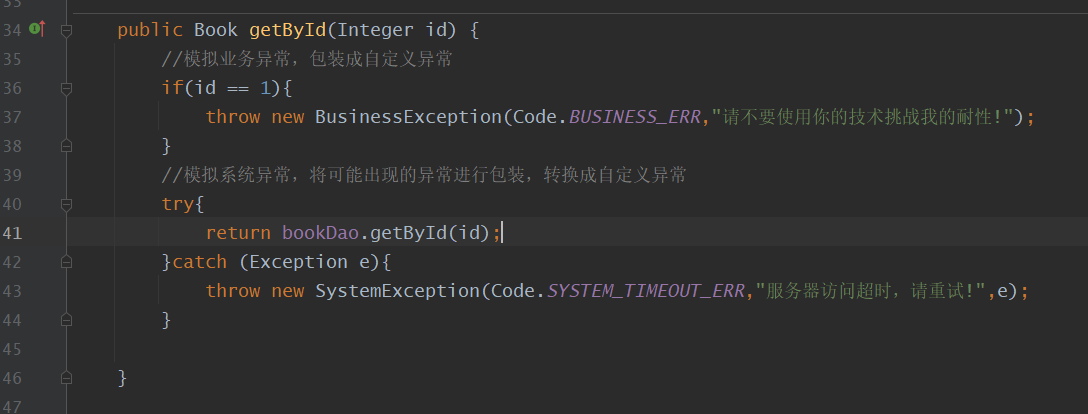 33
34 public Book getById(Integer id) {
35 //模拟业务异常，包装成自定义异常
36 if(id == 1){
37 throw new BusinessException(Code.BUSINESS_ERR,"请不要使用你的技术挑战我的耐性!");
38 }
39 //模拟系统异常，将可能出现的异常进行包装，转换成自定义异常
40 try{
41 return bookDao.getById(id);
42 }catch (Exception e){
43 throw new SystemException(Code.SYSTEM_TIMEOUT_ERR,"服务器访问超时，请重试!",e);
44 }
45
46 }
47